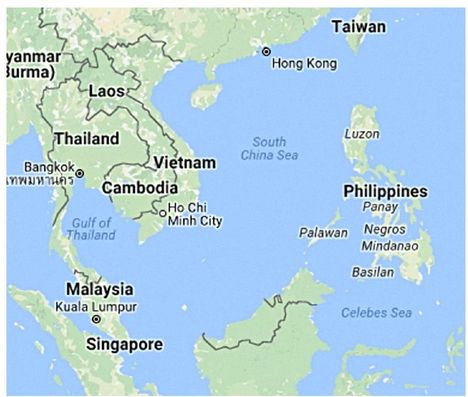 Taiwan
yanmar
Burma)
Hong Kong
Laos
Luzon
Thailand
South
China Sea
Vietnam
Bangkok
เทพมหานคร
Cambodia
Philippines
Panay
Ho Chi
Minh City
Gulf of
Thailand
Palawan
Negros
Mindanao
Basilan
Malaysia
Kuala Lumpur
Celebes Sea
Singapore